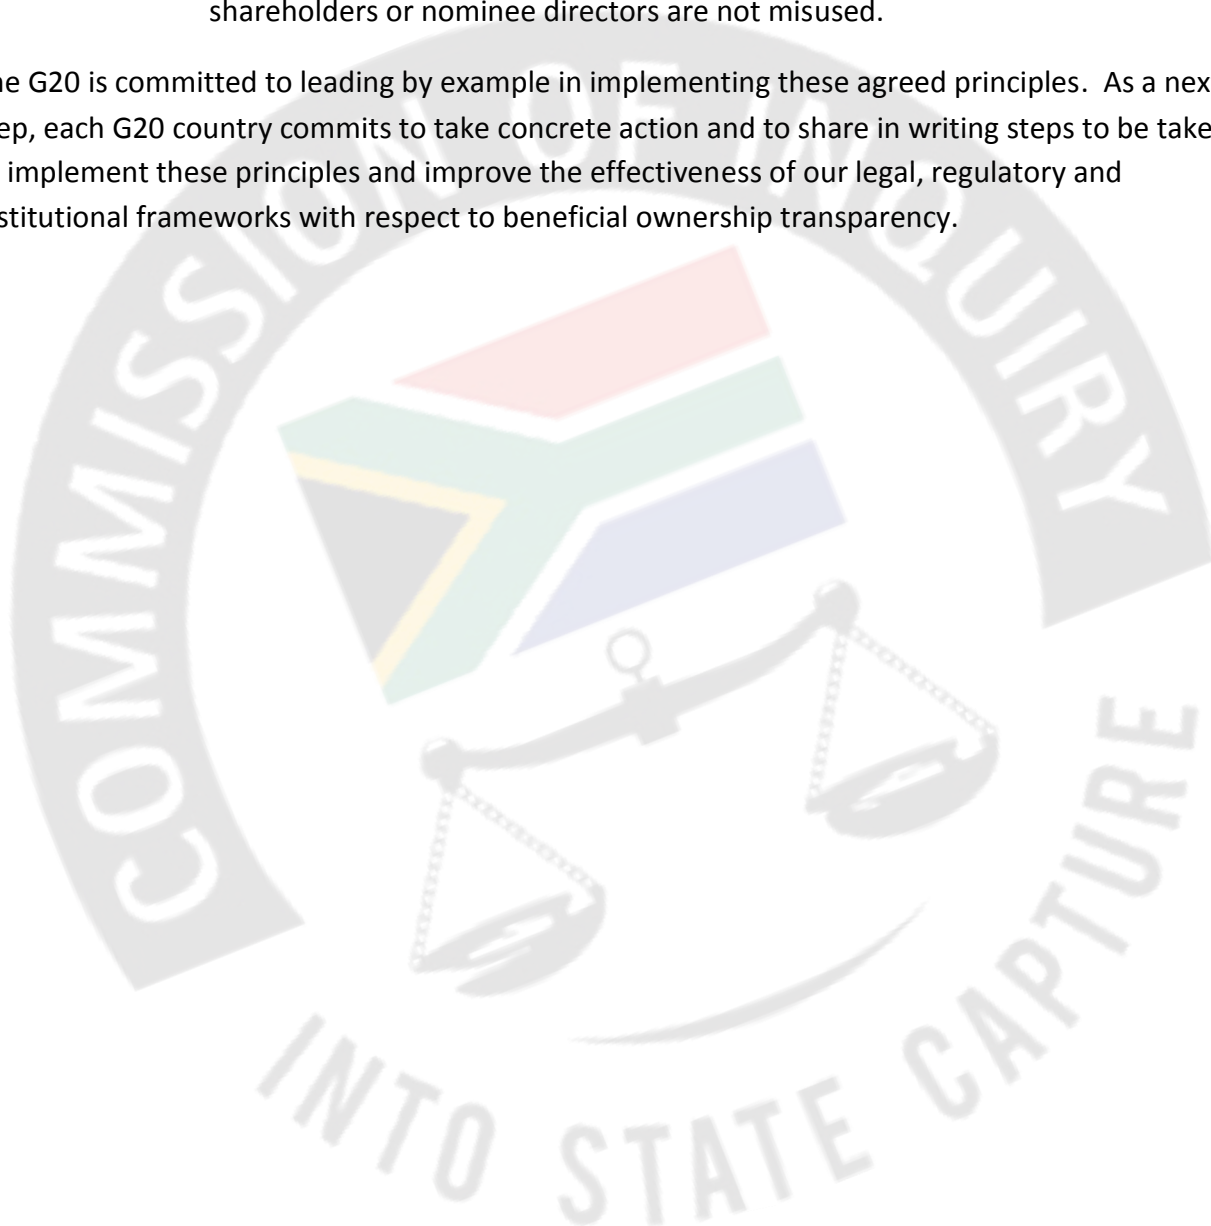 shareholders or nominee directors are not misused.
ne G20 is committed to leading by example in implementing these agreed principles.  As a nex
ep, each G20 country commits to take concrete action and to share in writing steps to be take
implement these principles and improve the effectiveness of our legal, regulatory and
stitutional frameworks with respect to beneficial ownership transparency.
COMMISSION OF INQUIRY
INTO STATE CAPTURE